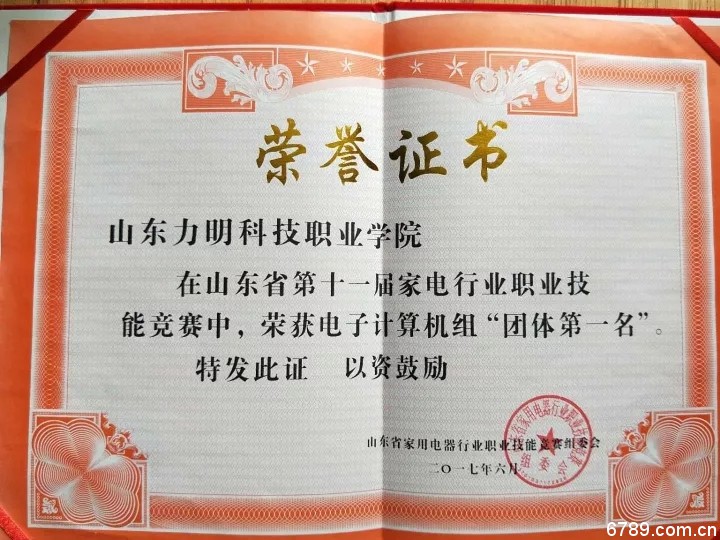 荣誉证书
山东力明科技职业学院
在山东省第十一届家电行业职业技
能竞赛中，荣获电子计算机组“团体第一名”。
特发此证 以资鼓励
山东省家用电器行业职业技能竞赛组委会
二〇一七年六月
组委会
6789.com.cn